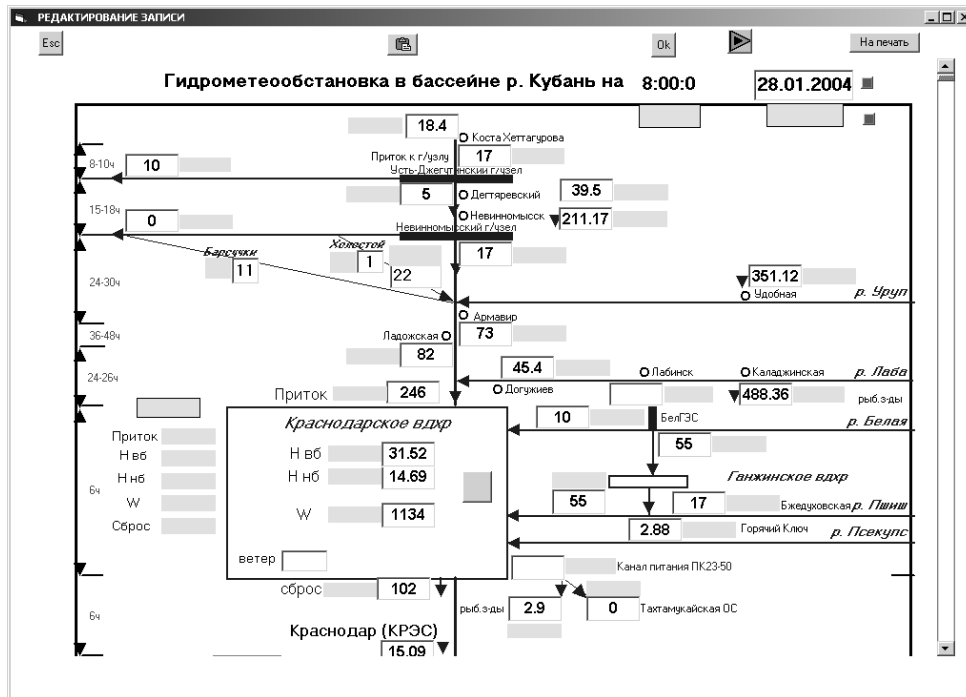 РЕДАКТИРОВАНИЕ ЗАПИСИ
Esc
Ok
На печать
Гидрометеообстановка в бассейне р. Кубань на 8:00:0 28.01.2004
18.4
Коста Хеттагурова
Приток к г/узлу 17
8-10ч 10
Усть-Джегутинский г/узел
5 Дегтяревский 39.5
15-18ч 0
Невинномысск 211.17
Невинномысский г/узел
Барсучки
11
Холостой
1
22
17
24-30ч
351.12
Удобная
р. Уруп
Армавир
73
36-48ч
Ладожская
82
24-26ч
45.4
Догужиев
Лабинск
Каладжинская
р. Лаба
488.36
рыб.з-ды
Приток 246
10
БелГЭС
р. Белая
55
Краснодарское вдхр
Н вб 31.52
Н нб 14.69
W 1134
ветер
Приток
Н вб
Н нб
W
Сброс
6ч
Ганжинское вдхр
55
17
Бжедуховская
р. Пшиш
2.88
Горячий Ключ
р. Псекупс
Канал питания ПК23-50
сброс 102
рыб.з-ды 2.9
0 Тахтамукайская ОС
6ч
Краснодар (КРЭС)
15.09